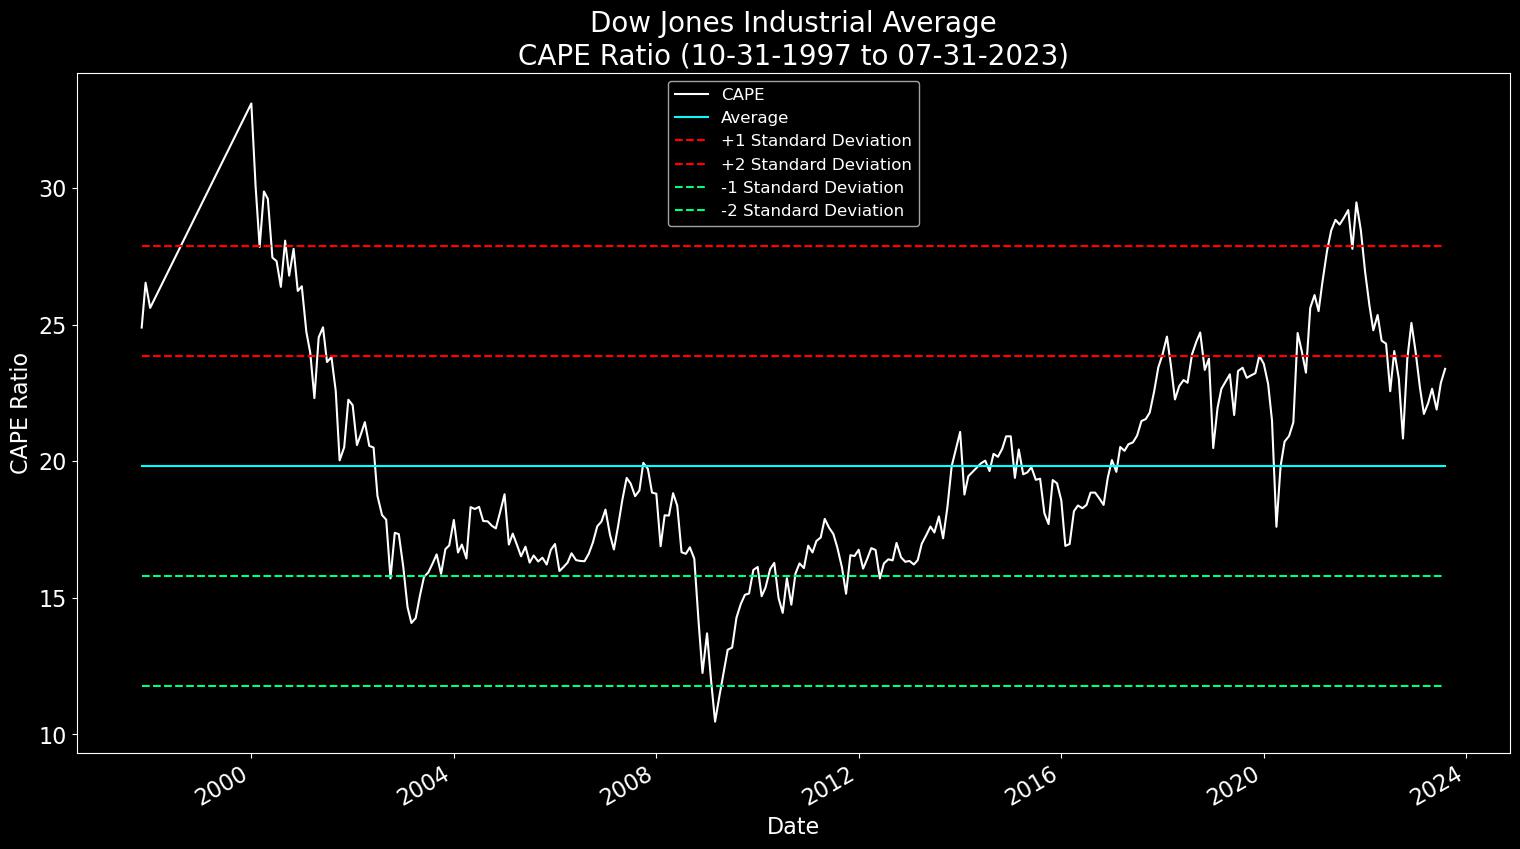 Dow Jones Industrial Average
CAPE Ratio (10-31-1997 to 07-31-2023)
CAPE
Average
+1 Standard Deviation
+2 Standard Deviation
-1 Standard Deviation
-2 Standard Deviation
CAPE Ratio
30
25
20
15
10
2000
2004
2008
2012
2016
2020
2024
Date